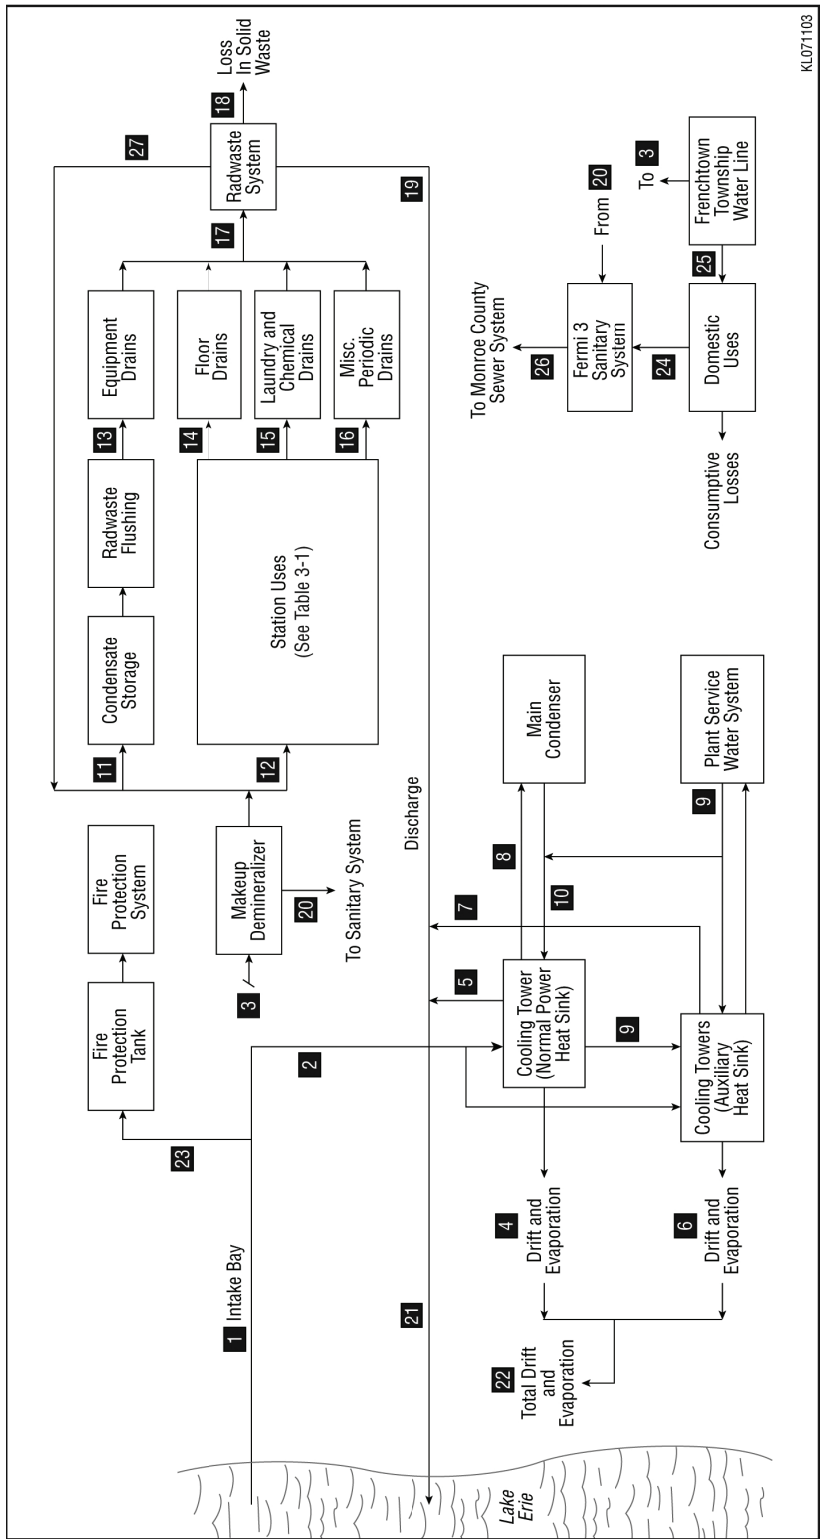 Loss
In Solid
Waste
18
27
Radwaste
System
19
17
Equipment
Drains
Floor
Drains
Laundry and
Chemical
Drains
Misc.
Periodic
Drains
13
14
15
16
Radwaste
Flushing
Condensate
Storage
Station Uses
(See Table 3-1)
11
12
Fire
Protection
System
Makeup
Demineralizer
20
To Sanitary System
3
Fire
Protection
Tank
23
1
Intake Bay
2
Discharge
21
Lake
Erie
KL071103
To
3
Frenchtown
Township
Water Line
From
20
25
Fermi 3
Sanitary
System
Domestic
Uses
24
26
To Monroe County
Sewer System
Consumptive
Losses
Main
Condenser
Plant Service
Water System
8
9
10
7
5
Cooling Tower
(Normal Power
Heat Sink)
9
Cooling Towers
(Auxiliary
Heat Sink)
4
Drift and
Evaporation
6
Drift and
Evaporation
22
Total Drift
and
Evaporation